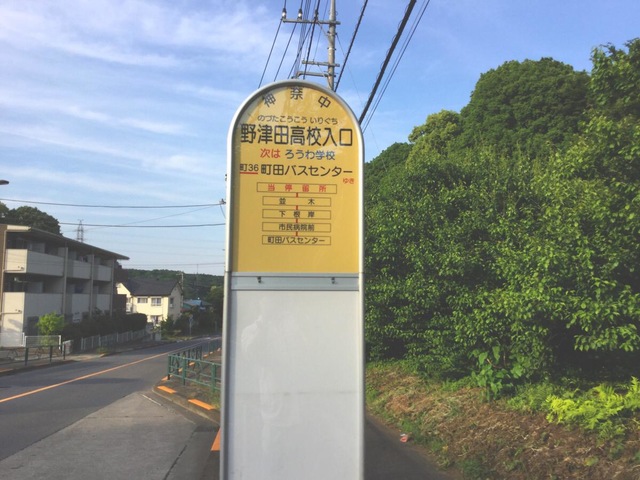 神奈中
のづたこうこう いりぐち
野津田高校入口
次は ろうわ学校
町36 町田バスセンター ゆき
当停留所
並木
下根岸
市民病院前
町田バスセンター